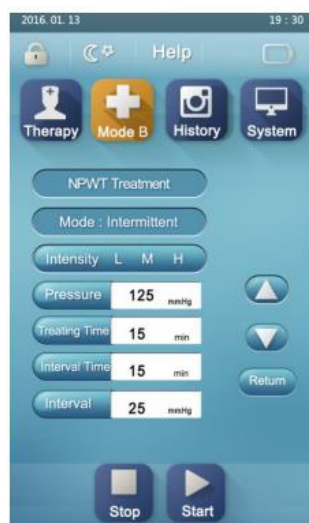 2016. 01. 13 19 : 30
Help
Therapy Mode B History System
NPWT Treatment
Mode : Intermittent
Intensity L M H
Pressure 125 mmHg
Treating Time 15 min
Interval Time 15 min
Return
Interval 25 mmHg
Stop Start